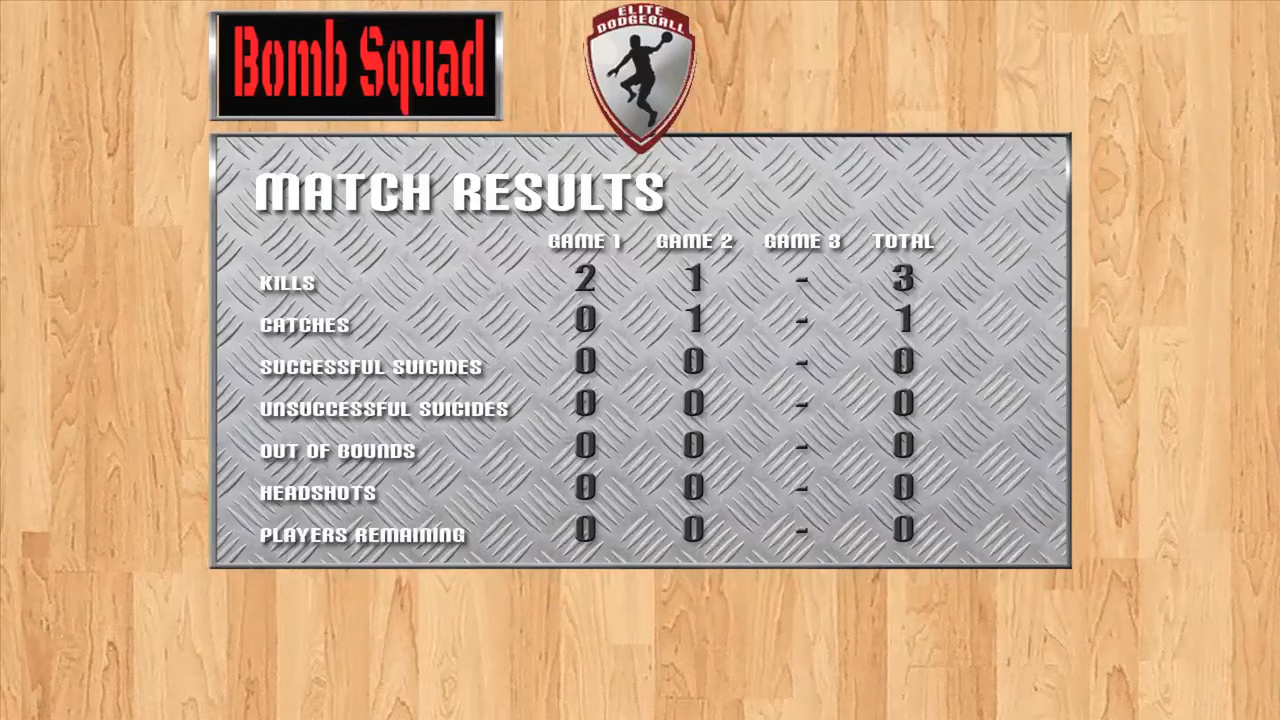 Bomb Squad
ELITE
DODGEBALL
MATCH RESULTS
GAME 1 GAME 2 GAME 3 TOTAL
KILLS 2 1 - 3
CATCHES 0 1 - 1
SUCCESSFUL SUICIDES 0 0 - 0
UNSUCCESSFUL SUICIDES 0 0 - 0
OUT OF BOUNDS 0 0 - 0
HEADSHOTS 0 0 - 0
PLAYERS REMAINING 0 0 - 0